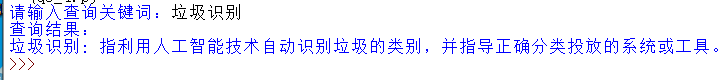 请输入查询关键词：垃圾识别
查询结果：
垃圾识别：指利用人工智能技术自动识别垃圾的类别，并指导正确分类投放的系统或工具。
>>>